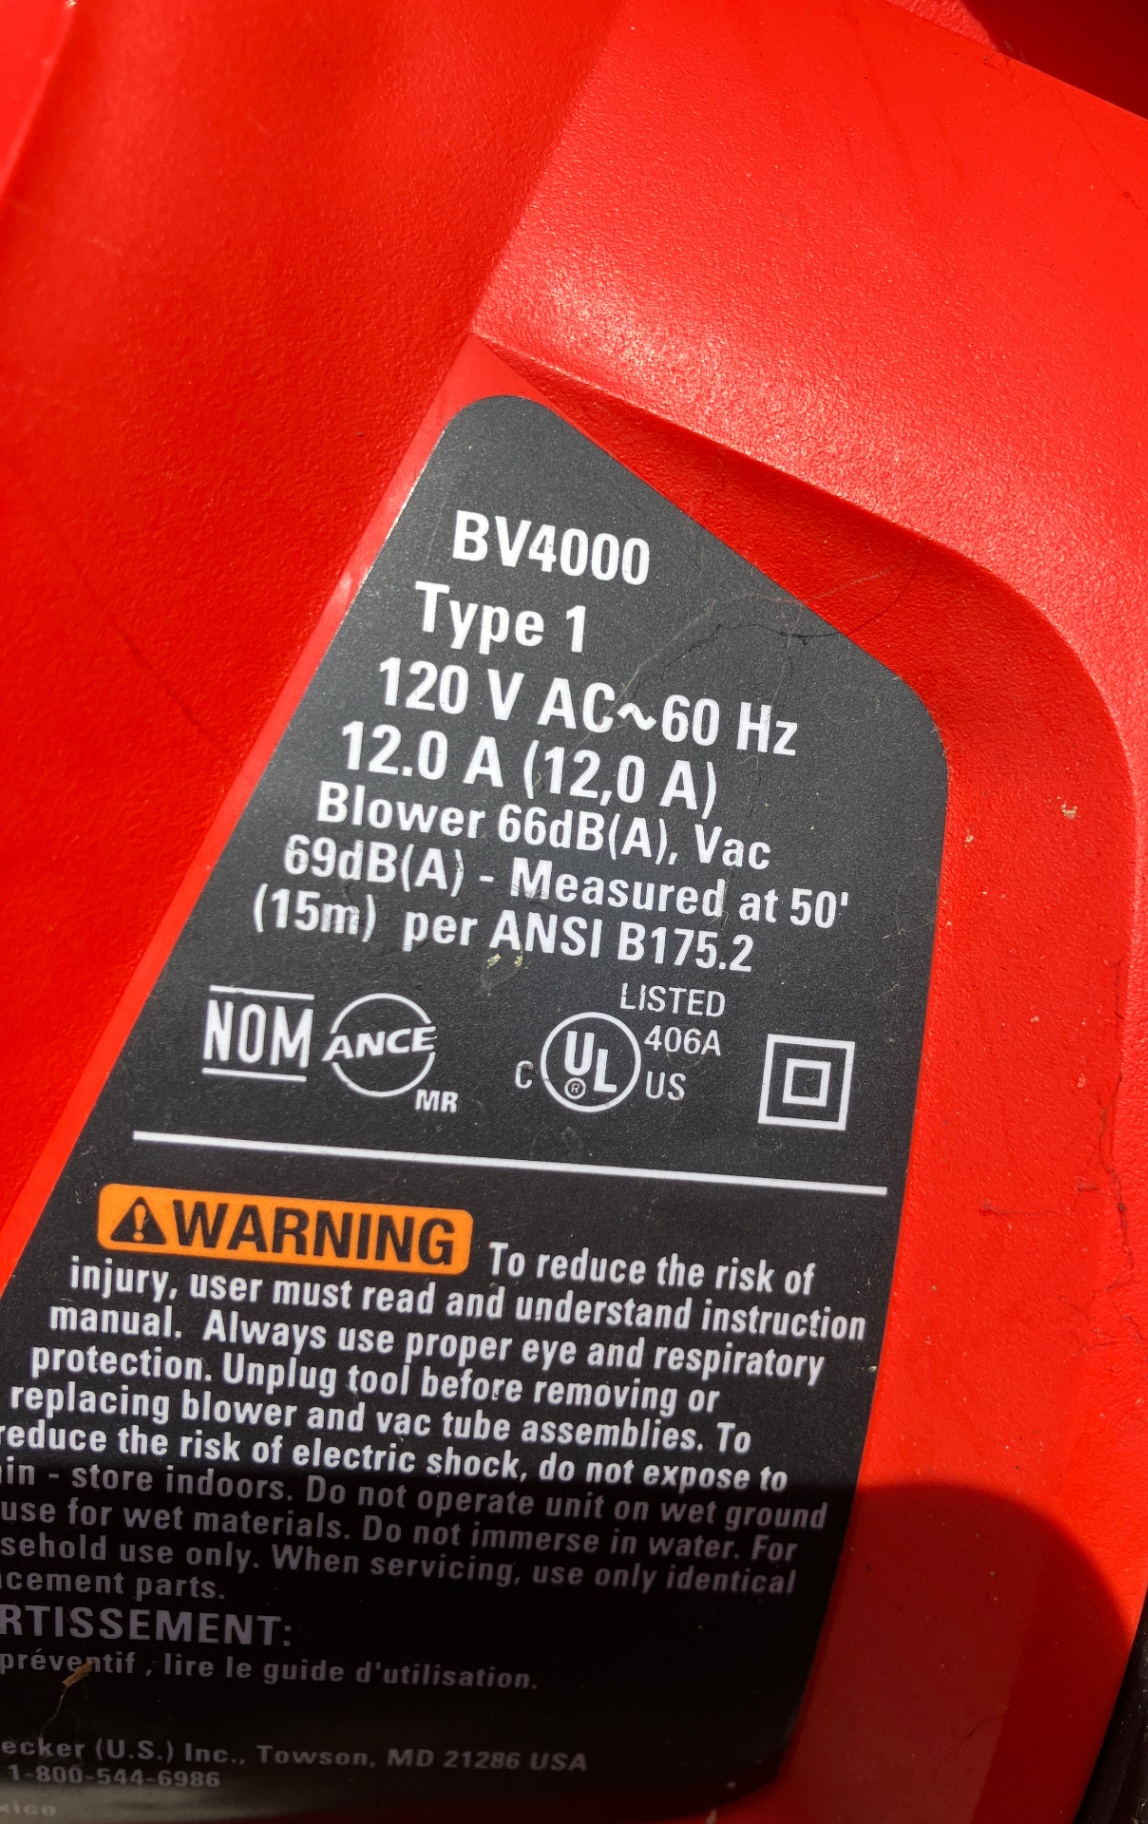 BV4000
Type 1
120 V AC~60 Hz
12.0 A (12,0 A)
Blower 66dB(A), Vac
69dB(A) - Measured at 50'
(15m) per ANSI B175.2
NOM ANCE MR
LISTED
C UL ® US 406A
WARNING To reduce the risk of
injury, user must read and understand instruction
manual. Always use proper eye and respiratory
protection. Unplug tool before removing or
replacing blower and vac tube assemblies. To
reduce the risk of electric shock, do not expose to
in - store indoors. Do not operate unit on wet ground
use for wet materials. Do not immerse in water. For
sehold use only. When servicing, use only identical
cement parts.
RTISSEMENT:
préventif , lire le guide d'utilisation.
ecker (U.S.) Inc., Towson, MD 21286 USA
1-800-544-6986
xico